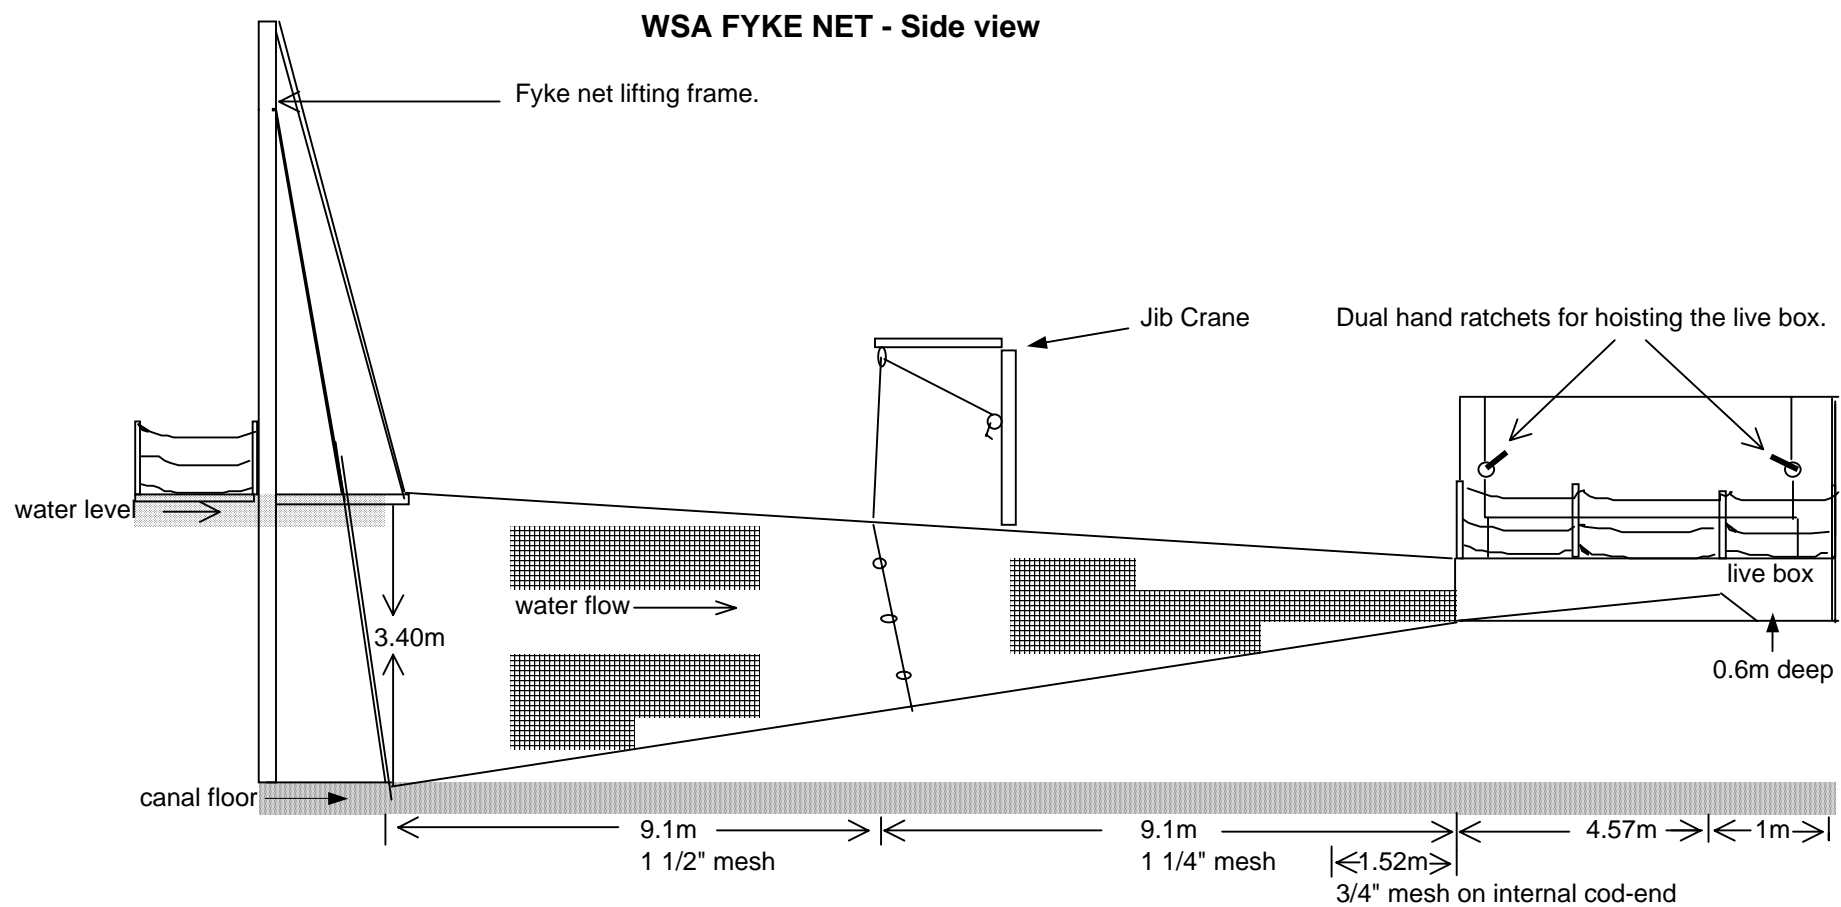 WSA FYKE NET - Side view
Fyke net lifting frame.
Jib Crane
Dual hand ratchets for hoisting the live box.
water level
live box
water flow
3.40m
0.6m deep
canal floor
9.1m
9.1m
4.57m
1m
1 1/2" mesh
1 1/4" mesh
1.52m
3/4" mesh on internal cod-end